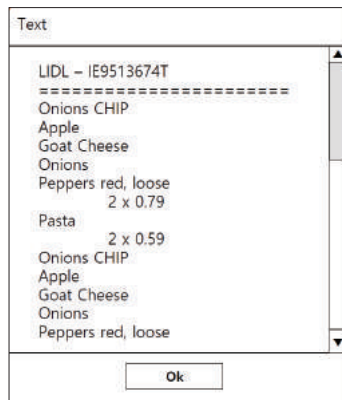 Text
LIDL – IE9513674T
========================
Onions CHIP
Apple
Goat Cheese
Onions
Peppers red, loose
2 x 0.79
Pasta
2 x 0.59
Onions CHIP
Apple
Goat Cheese
Onions
Peppers red, loose
Ok